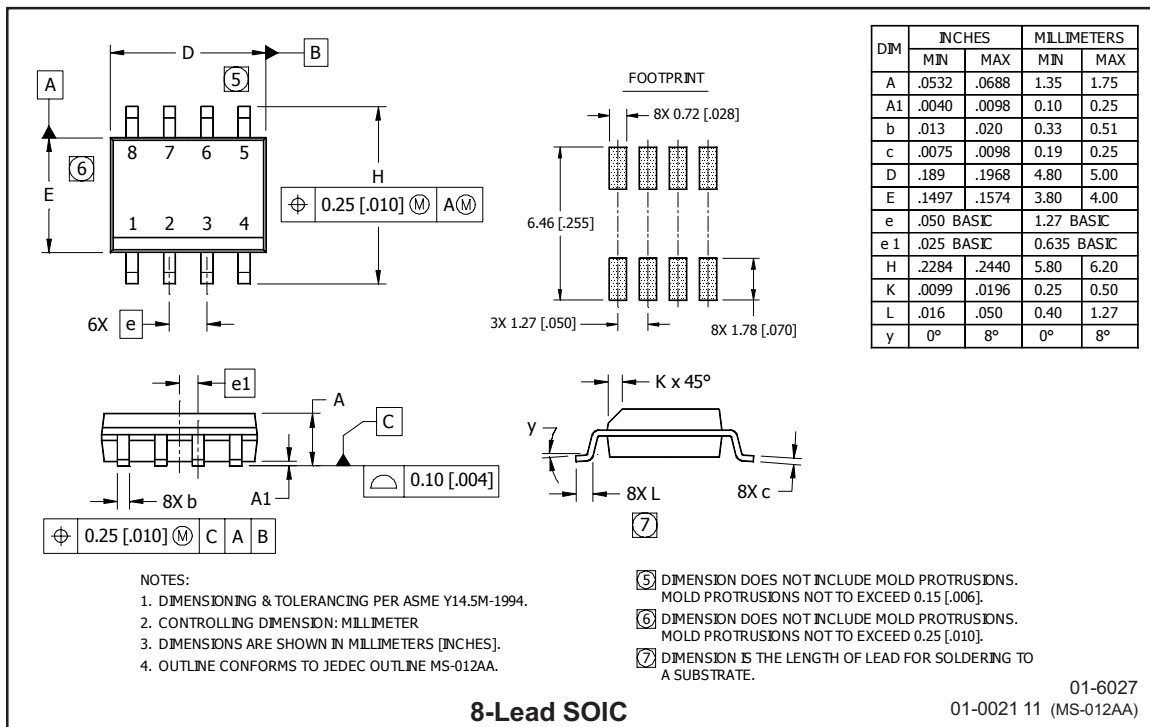 D
B
5
A
8 7 6 5
6
E
H
⌖ 0.25 [.010] Ⓜ A Ⓜ
1 2 3 4
6X e
FOOTPRINT
8X 0.72 [.028]
6.46 [.255]
3X 1.27 [.050]
8X 1.78 [.070]
DIM INCHES MILLIMETERS
MIN MAX MIN MAX
A .0532 .0688 1.35 1.75
A1 .0040 .0098 0.10 0.25
b .013 .020 0.33 0.51
c .0075 .0098 0.19 0.25
D .189 .1968 4.80 5.00
E .1497 .1574 3.80 4.00
e .050 BASIC 1.27 BASIC
e 1 .025 BASIC 0.635 BASIC
H .2284 .2440 5.80 6.20
K .0099 .0196 0.25 0.50
L .016 .050 0.40 1.27
y 0° 8° 0° 8°
e1
A
C
0.10 [.004]
8X b
A1
⌖ 0.25 [.010] Ⓜ C A B
K x 45°
y
8X L
8X c
7
NOTES:
1. DIMENSIONING & TOLERANCING PER ASME Y14.5M-1994.
2. CONTROLLING DIMENSION: MILLIMETER
3. DIMENSIONS ARE SHOWN IN MILLIMETERS [INCHES].
4. OUTLINE CONFORMS TO JEDEC OUTLINE MS-012AA.
5 DIMENSION DOES NOT INCLUDE MOLD PROTRUSIONS.
MOLD PROTRUSIONS NOT TO EXCEED 0.15 [.006].
6 DIMENSION DOES NOT INCLUDE MOLD PROTRUSIONS.
MOLD PROTRUSIONS NOT TO EXCEED 0.25 [.010].
7 DIMENSION IS THE LENGTH OF LEAD FOR SOLDERING TO
A SUBSTRATE.
8-Lead SOIC
01-6027
01-0021 11 (MS-012AA)